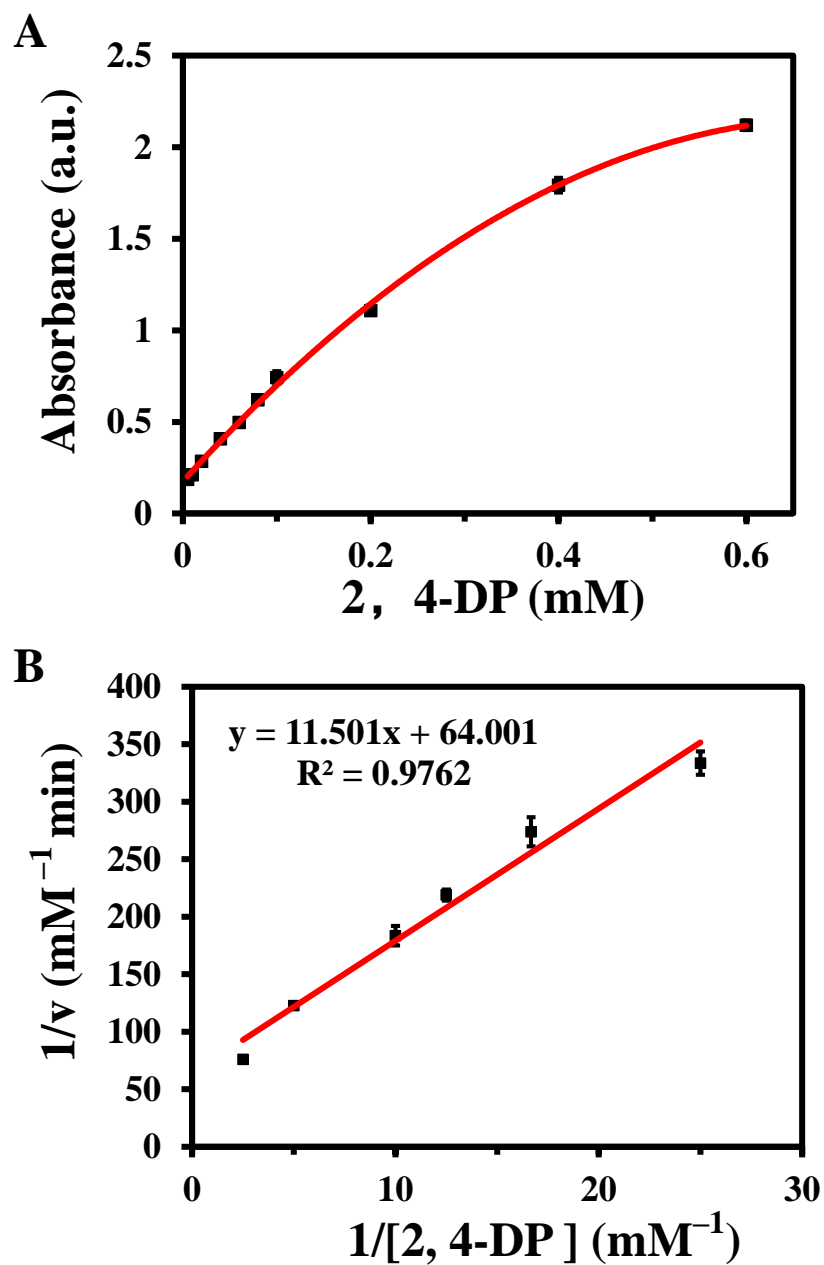 A
Absorbance (a.u.)
2.5
2
1.5
1
0.5
0
0 0.2 0.4 0.6
2，4-DP (mM)
B
1/v (mM⁻¹ min)
400
350
300
250
200
150
100
50
0
y = 11.501x + 64.001
R² = 0.9762
0 10 20 30
1/[2, 4-DP ] (mM⁻¹)